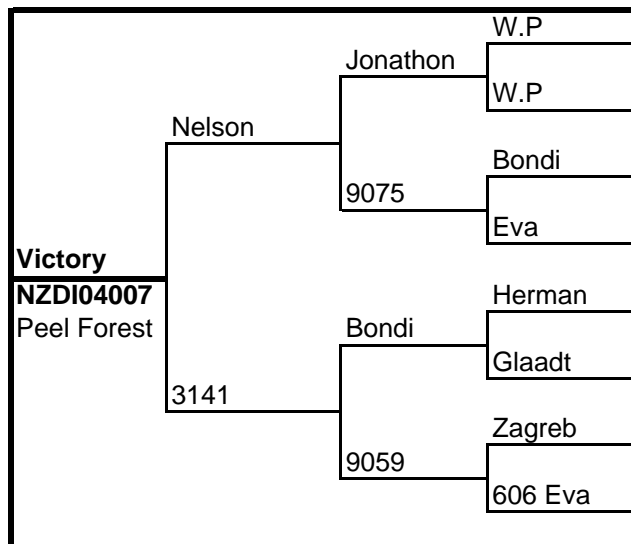 W.P
Jonathon
W.P
Nelson
Bondi
9075
Eva
Victory
NZDI04007
Peel Forest
Herman
Bondi
Glaadt
3141
Zagreb
9059
606 Eva